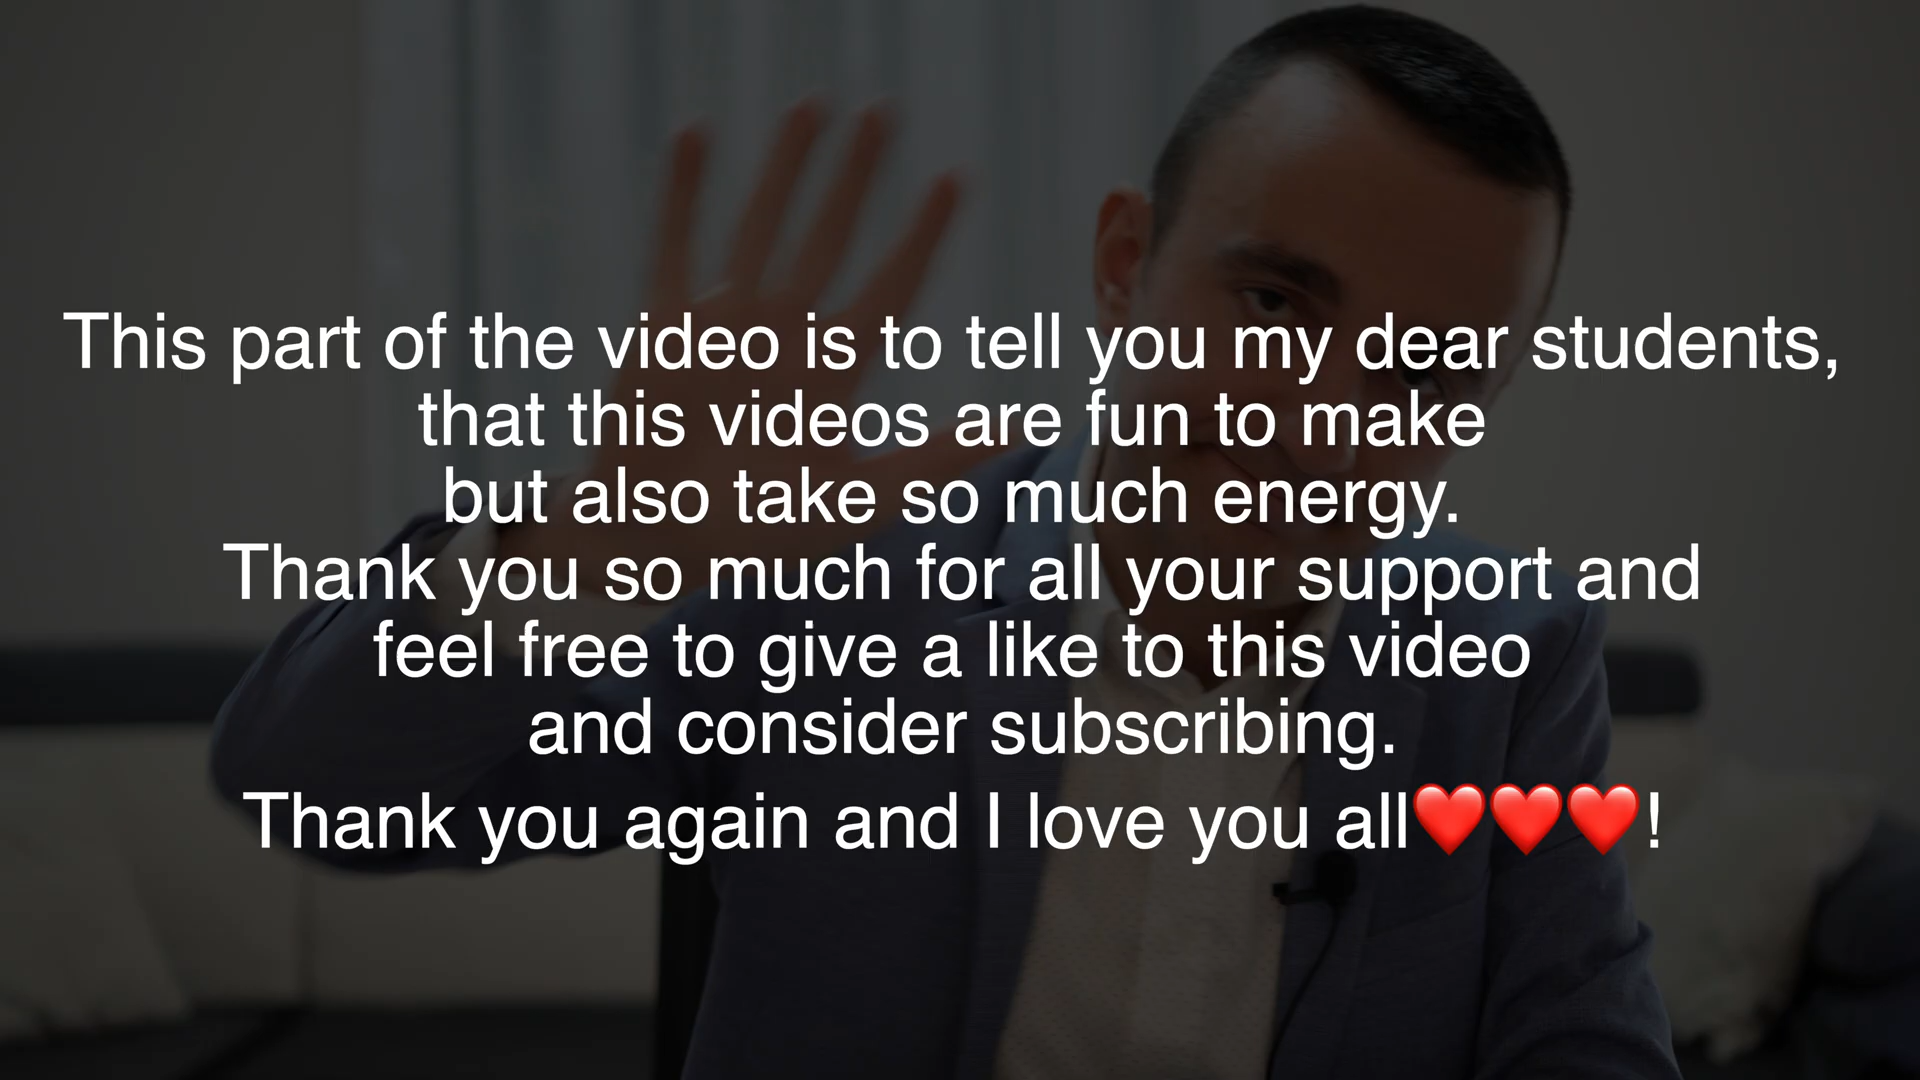 This part of the video is to tell you my dear students,
that this videos are fun to make
but also take so much energy.
Thank you so much for all your support and
feel free to give a like to this video
and consider subscribing.
Thank you again and I love you all❤️❤️❤️!